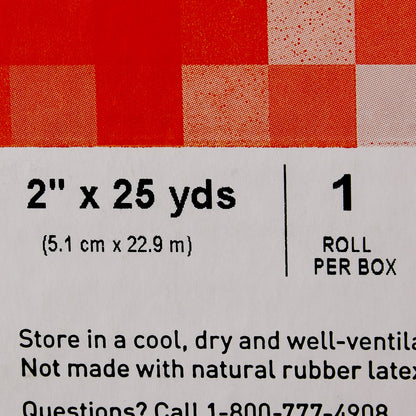 2" x 25 yds
(5.1 cm x 22.9 m)
1
ROLL
PER BOX
Store in a cool, dry and well-ventila
Not made with natural rubber latex
Questions? Call 1-800-777-4908